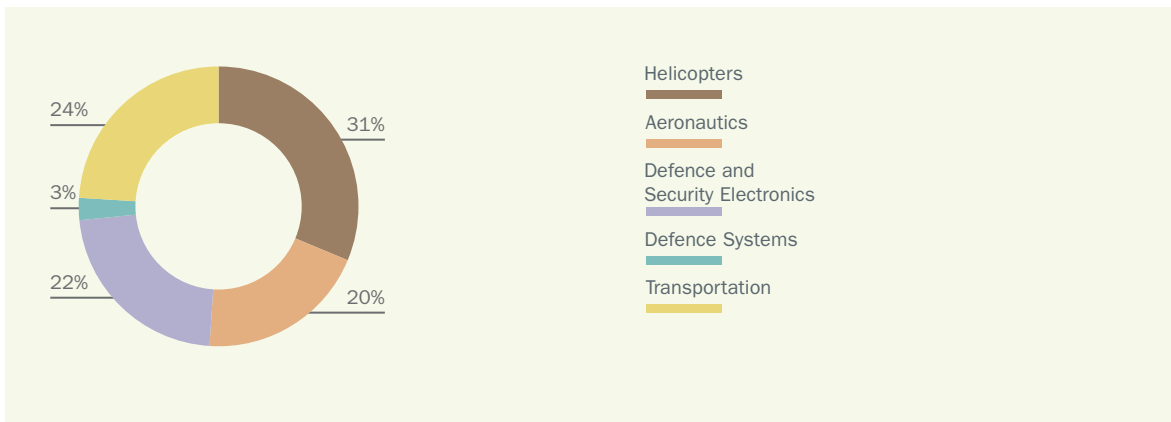 24%
31%
3%
22%
20%
Helicopters
Aeronautics
Defence and
Security Electronics
Defence Systems
Transportation